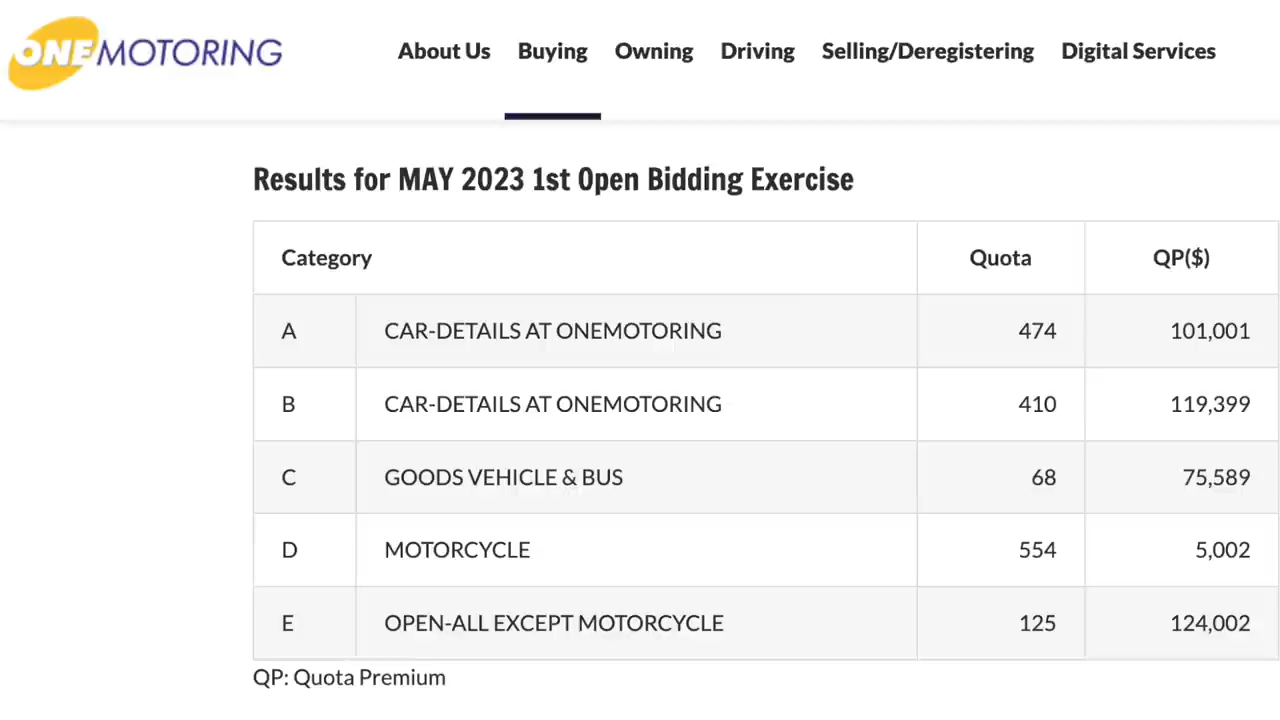 ONEMOTORING
About Us Buying Owning Driving Selling/Deregistering Digital Services
Results for MAY 2023 1st Open Bidding Exercise
Category Quota QP($)
A CAR-DETAILS AT ONEMOTORING 474 101,001
B CAR-DETAILS AT ONEMOTORING 410 119,399
C GOODS VEHICLE & BUS 68 75,589
D MOTORCYCLE 554 5,002
E OPEN-ALL EXCEPT MOTORCYCLE 125 124,002
QP: Quota Premium